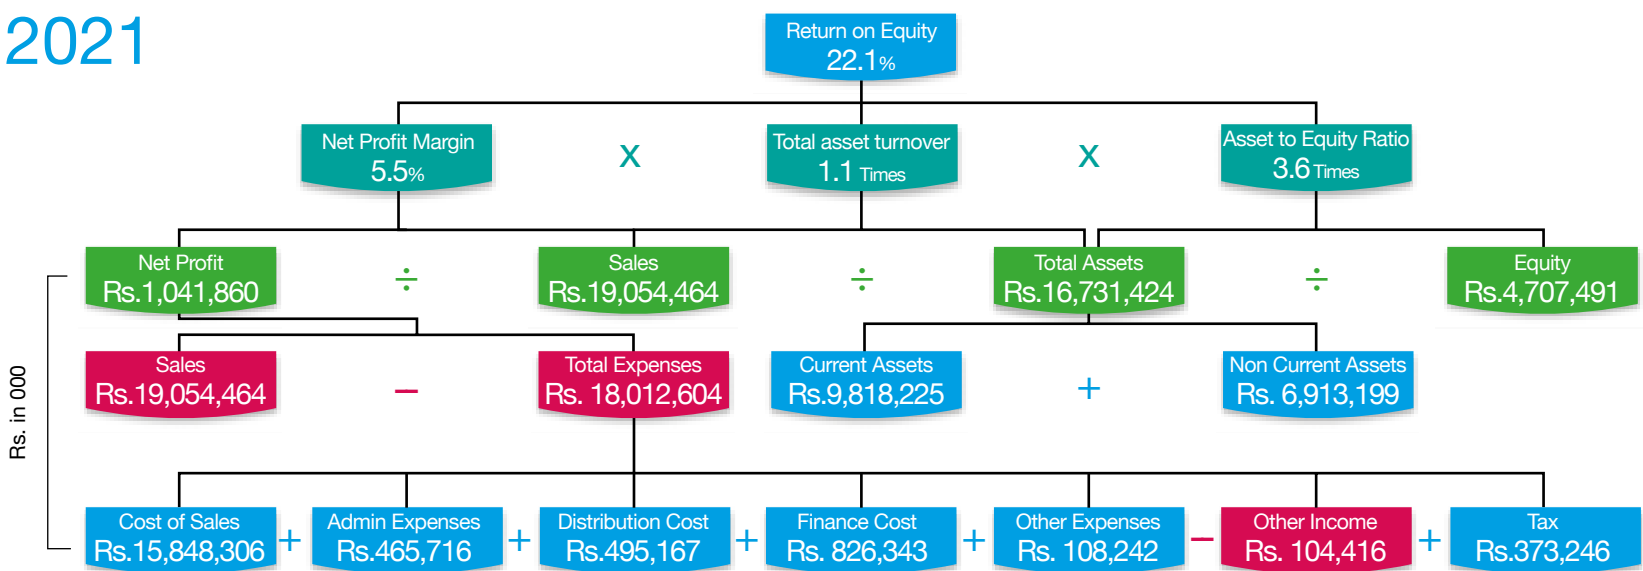 2021
Return on Equity
22.1%
Net Profit Margin
5.5%
x
Total asset turnover
1.1 Times
x
Asset to Equity Ratio
3.6 Times
Net Profit
Rs.1,041,860
÷
Sales
Rs.19,054,464
÷
Total Assets
Rs.16,731,424
÷
Equity
Rs.4,707,491
Rs. in 000
Sales
Rs.19,054,464
–
Total Expenses
Rs. 18,012,604
Current Assets
Rs.9,818,225
+
Non Current Assets
Rs. 6,913,199
Cost of Sales
Rs.15,848,306
+
Admin Expenses
Rs.465,716
+
Distribution Cost
Rs.495,167
+
Finance Cost
Rs. 826,343
+
Other Expenses
Rs. 108,242
–
Other Income
Rs. 104,416
+
Tax
Rs.373,246